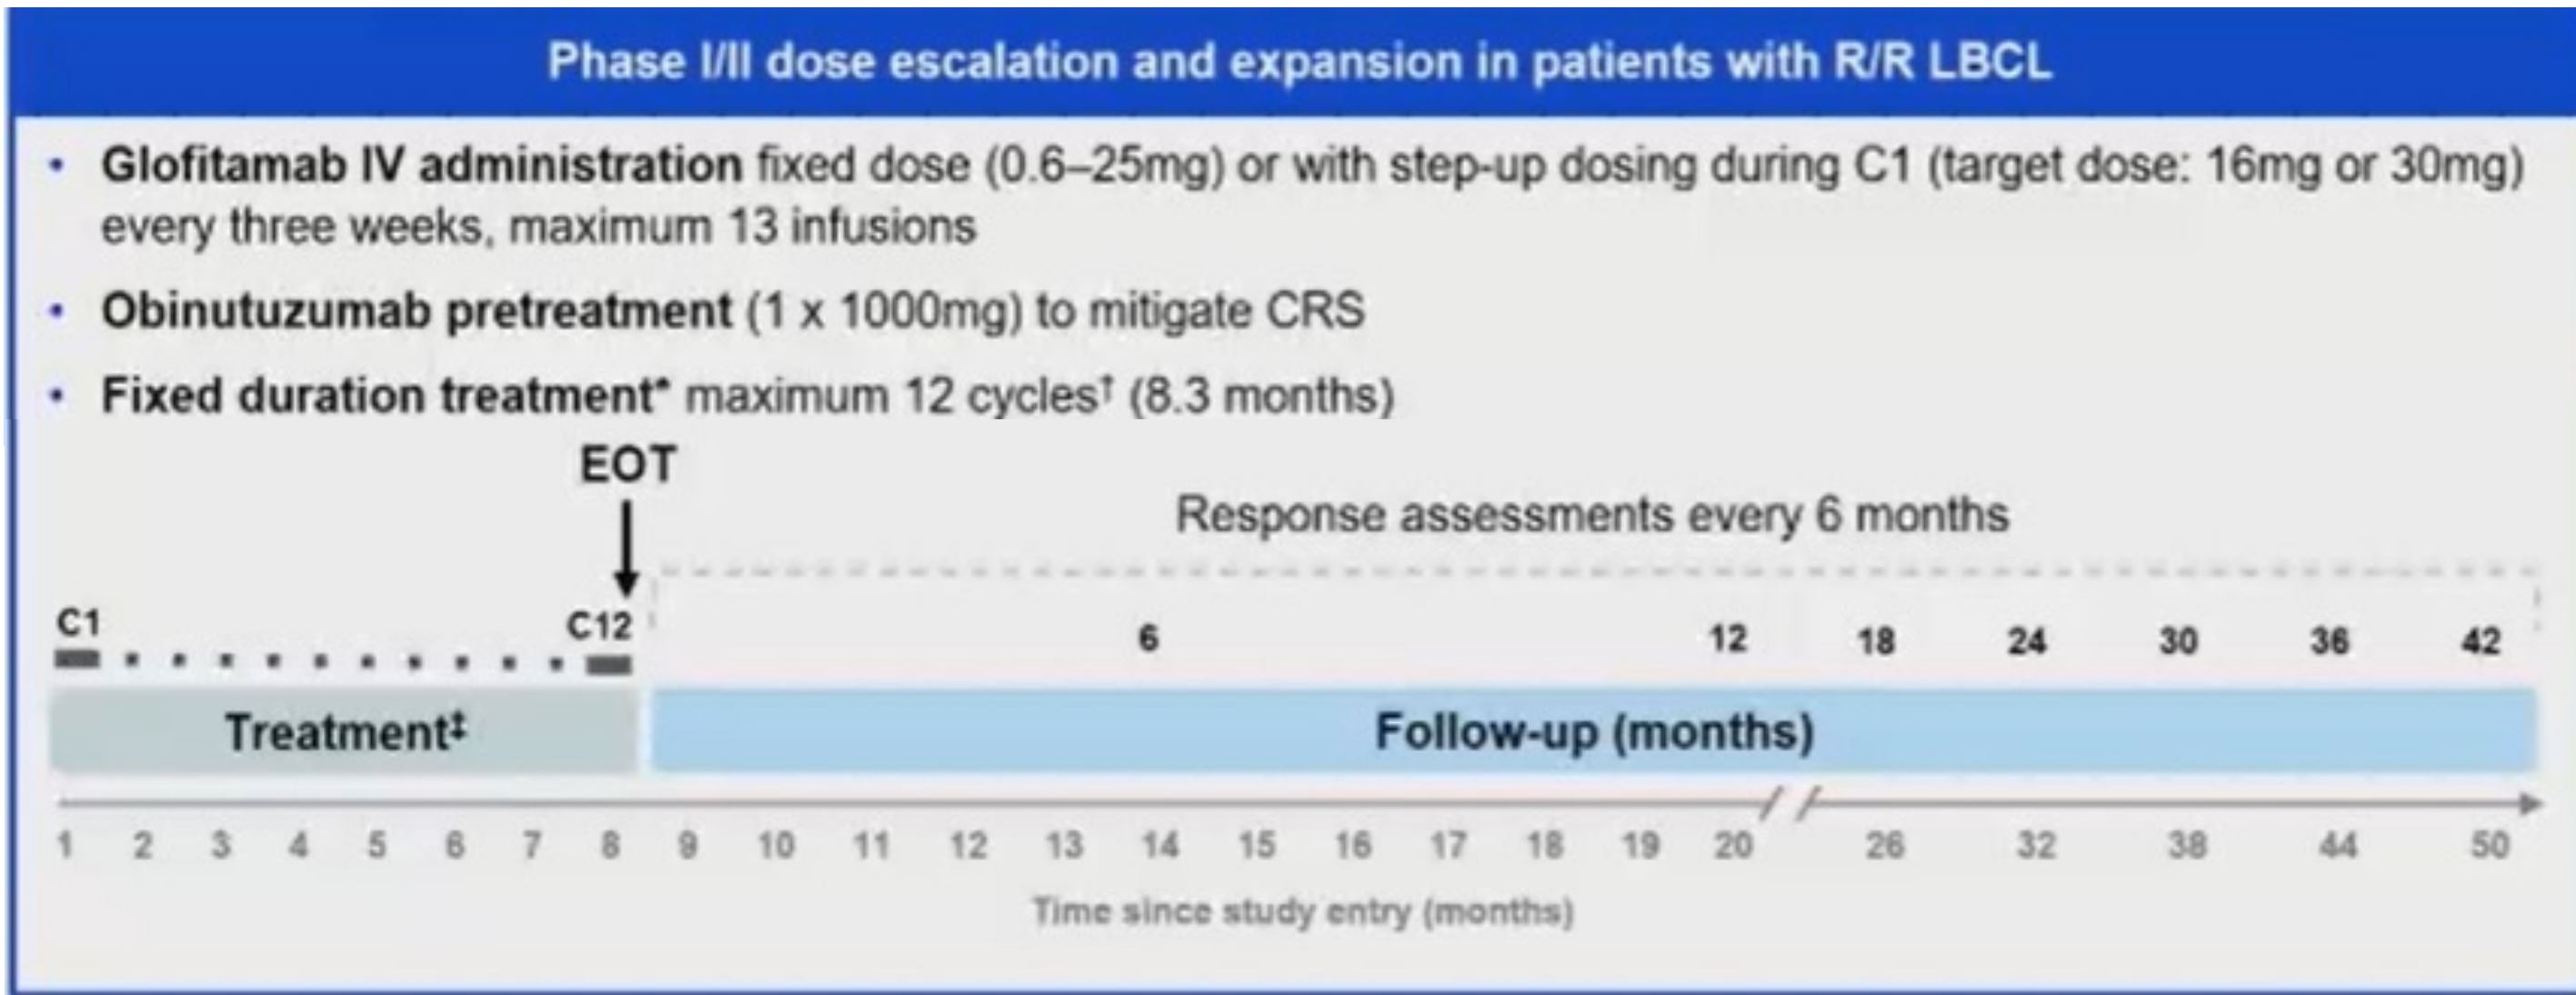 Phase I/II dose escalation and expansion in patients with R/R LBCL
• Glofitamab IV administration fixed dose (0.6–25mg) or with step-up dosing during C1 (target dose: 16mg or 30mg)
every three weeks, maximum 13 infusions
• Obinutuzumab pretreatment (1 x 1000mg) to mitigate CRS
• Fixed duration treatment* maximum 12 cycles† (8.3 months)
EOT
Response assessments every 6 months
C1 C12 6 12 18 24 30 36 42
Treatment‡ Follow-up (months)
1 2 3 4 5 6 7 8 9 10 11 12 13 14 15 16 17 18 19 20 26 32 38 44 50
Time since study entry (months)